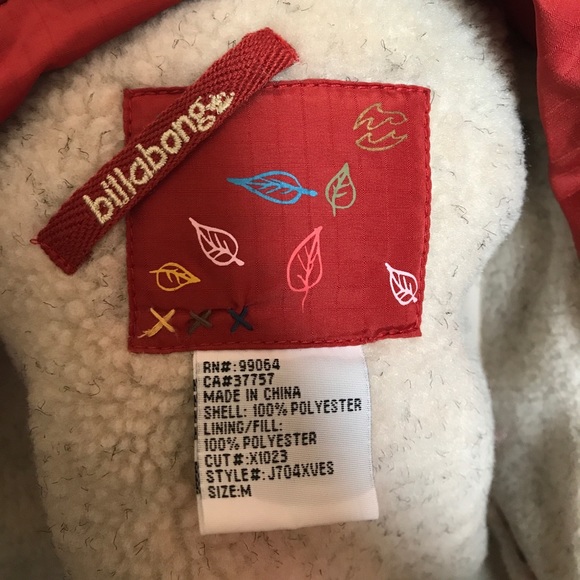 billabong
RN#: 99064
CA#37757
MADE IN CHINA
SHELL: 100% POLYESTER
LINING/FILL:
100% POLYESTER
CUT#:X1023
STYLE#:J704XVES
SIZE:M